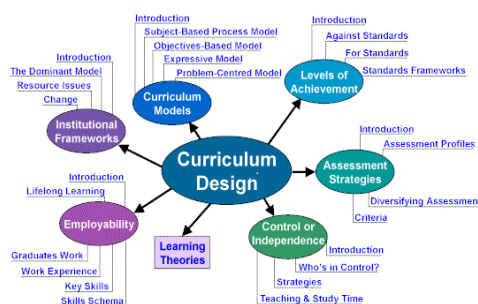 Introduction
Subject-Based Process Model
Objectives-Based Model
Expressive Model
Problem-Centred Model
Curriculum
Models
Introduction
Against Standards
For Standards
Standards Frameworks
Levels of
Achievement
Introduction
The Dominant Model
Resource Issues
Change
Institutional
Frameworks
Curriculum
Design
Introduction
Assessment Profiles
Assessment
Strategies
Diversifying Assessmen
Criteria
Introduction
Lifelong Learning
Employability
Graduates Work
Work Experience
Key Skills
Skills Schema
Learning
Theories
Control or
Independence
Introduction
Who's in Control?
Strategies
Teaching & Study Time